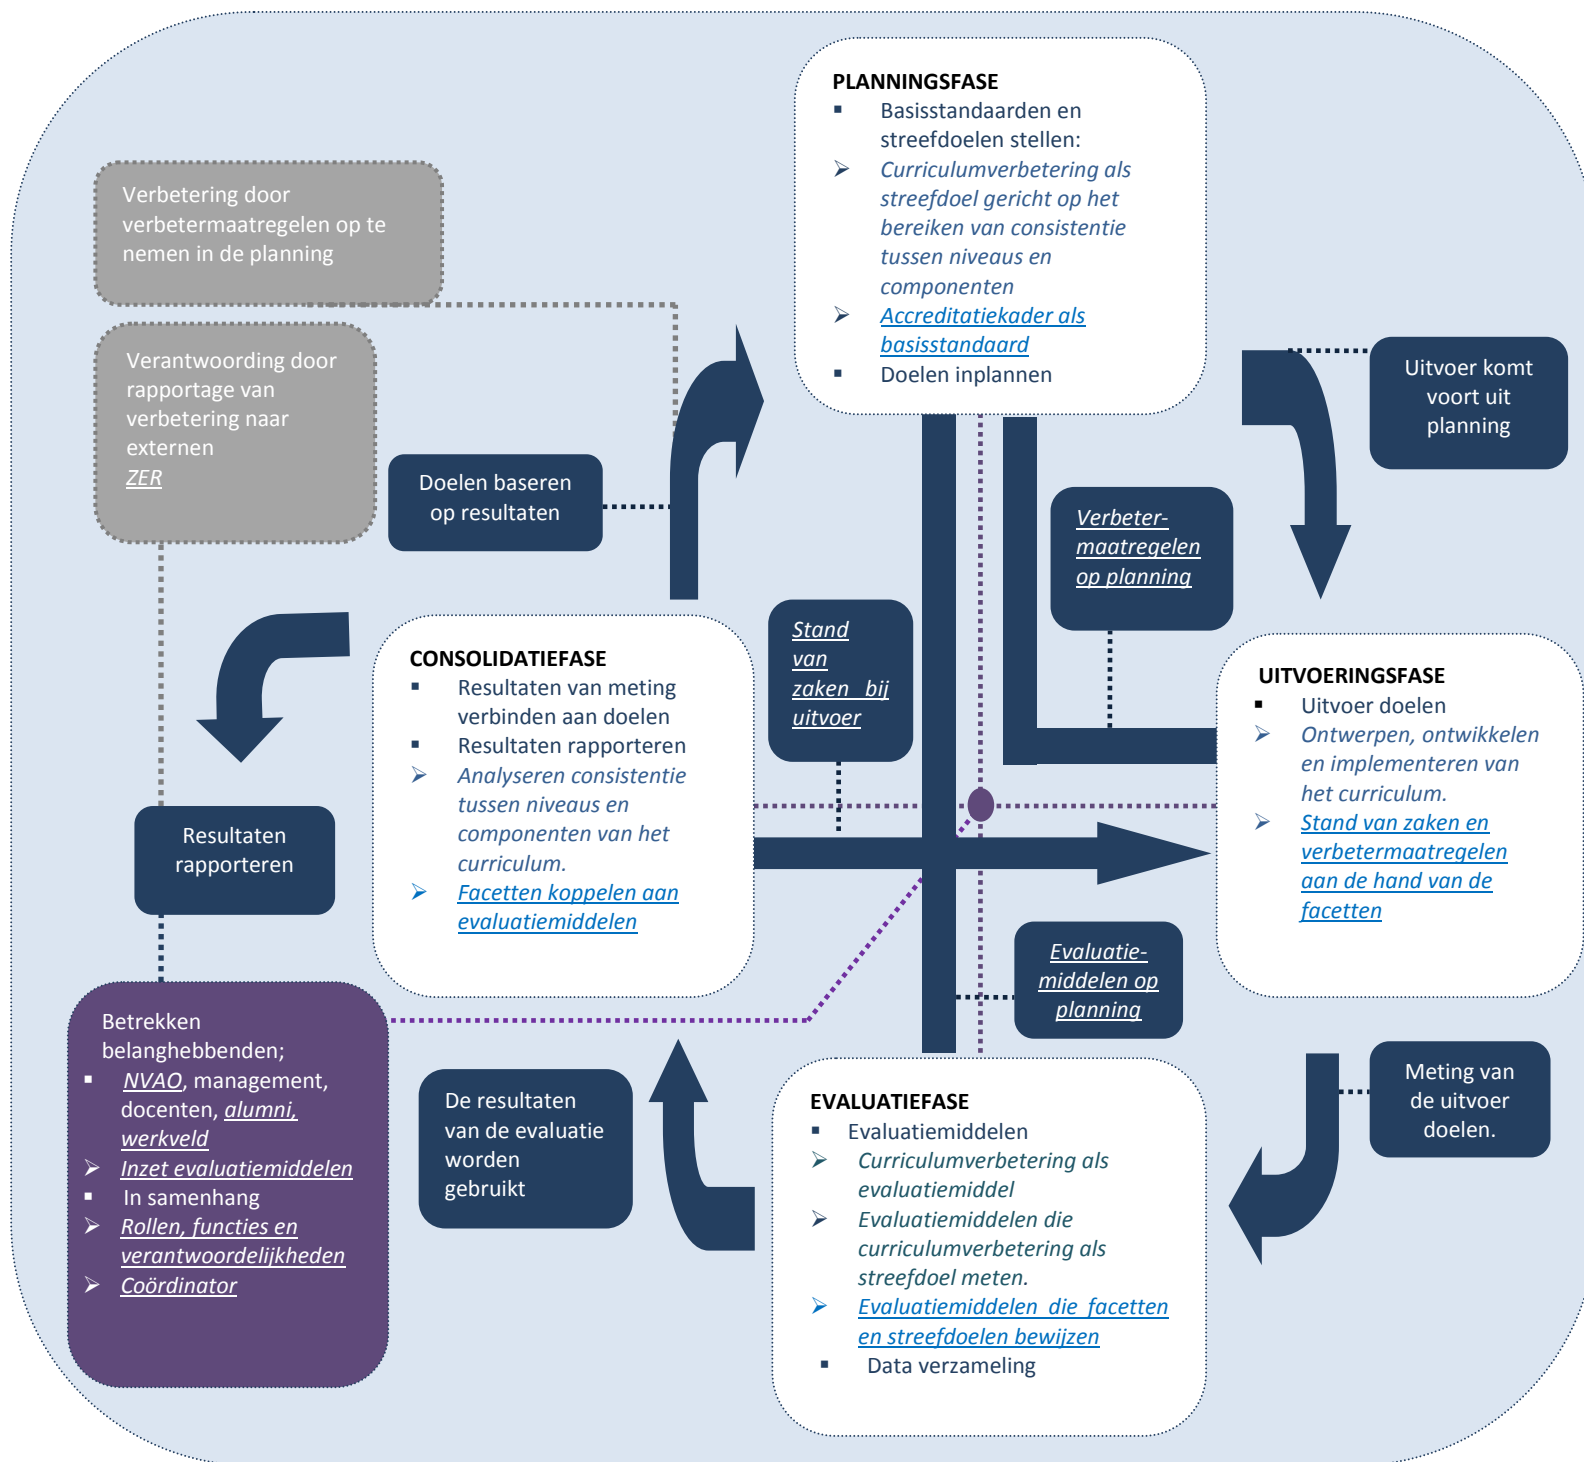 PLANNINGSFASE
▪ Basisstandaarden en
streefdoelen stellen:
➢ Curriculumverbetering als
streefdoel gericht op het
bereiken van consistentie
tussen niveaus en
componenten
➢ Accreditatiekader als
basisstandaard
▪ Doelen inplannen
Verbetering door
verbetermaatregelen op te
nemen in de planning
Verantwoording door
rapportage van
verbetering naar
externen
ZER
Doelen baseren
op resultaten
Uitvoer komt
voort uit
planning
Verbeter-
maatregelen
op planning
Stand
van
zaken bij
uitvoer
CONSOLIDATIEFASE
▪ Resultaten van meting
verbinden aan doelen
▪ Resultaten rapporteren
➢ Analyseren consistentie
tussen niveaus en
componenten van het
curriculum.
➢ Facetten koppelen aan
evaluatiemiddelen
UITVOERINGSFASE
▪ Uitvoer doelen
➢ Ontwerpen, ontwikkelen
en implementeren van
het curriculum.
➢ Stand van zaken en
verbetermaatregelen
aan de hand van de
facetten
Resultaten
rapporteren
Evaluatie-
middelen op
planning
Betrekken
belanghebbenden;
▪ NVAO, management,
docenten, alumni,
werkveld
➢ Inzet evaluatiemiddelen
▪ In samenhang
➢ Rollen, functies en
verantwoordelijkheden
➢ Coördinator
De resultaten
van de evaluatie
worden
gebruikt
EVALUATIEFASE
▪ Evaluatiemiddelen
➢ Curriculumverbetering als
evaluatiemiddel
➢ Evaluatiemiddelen die
curriculumverbetering als
streefdoel meten.
➢ Evaluatiemiddelen die facetten
en streefdoelen bewijzen
▪ Data verzameling
Meting van
de uitvoer
doelen.